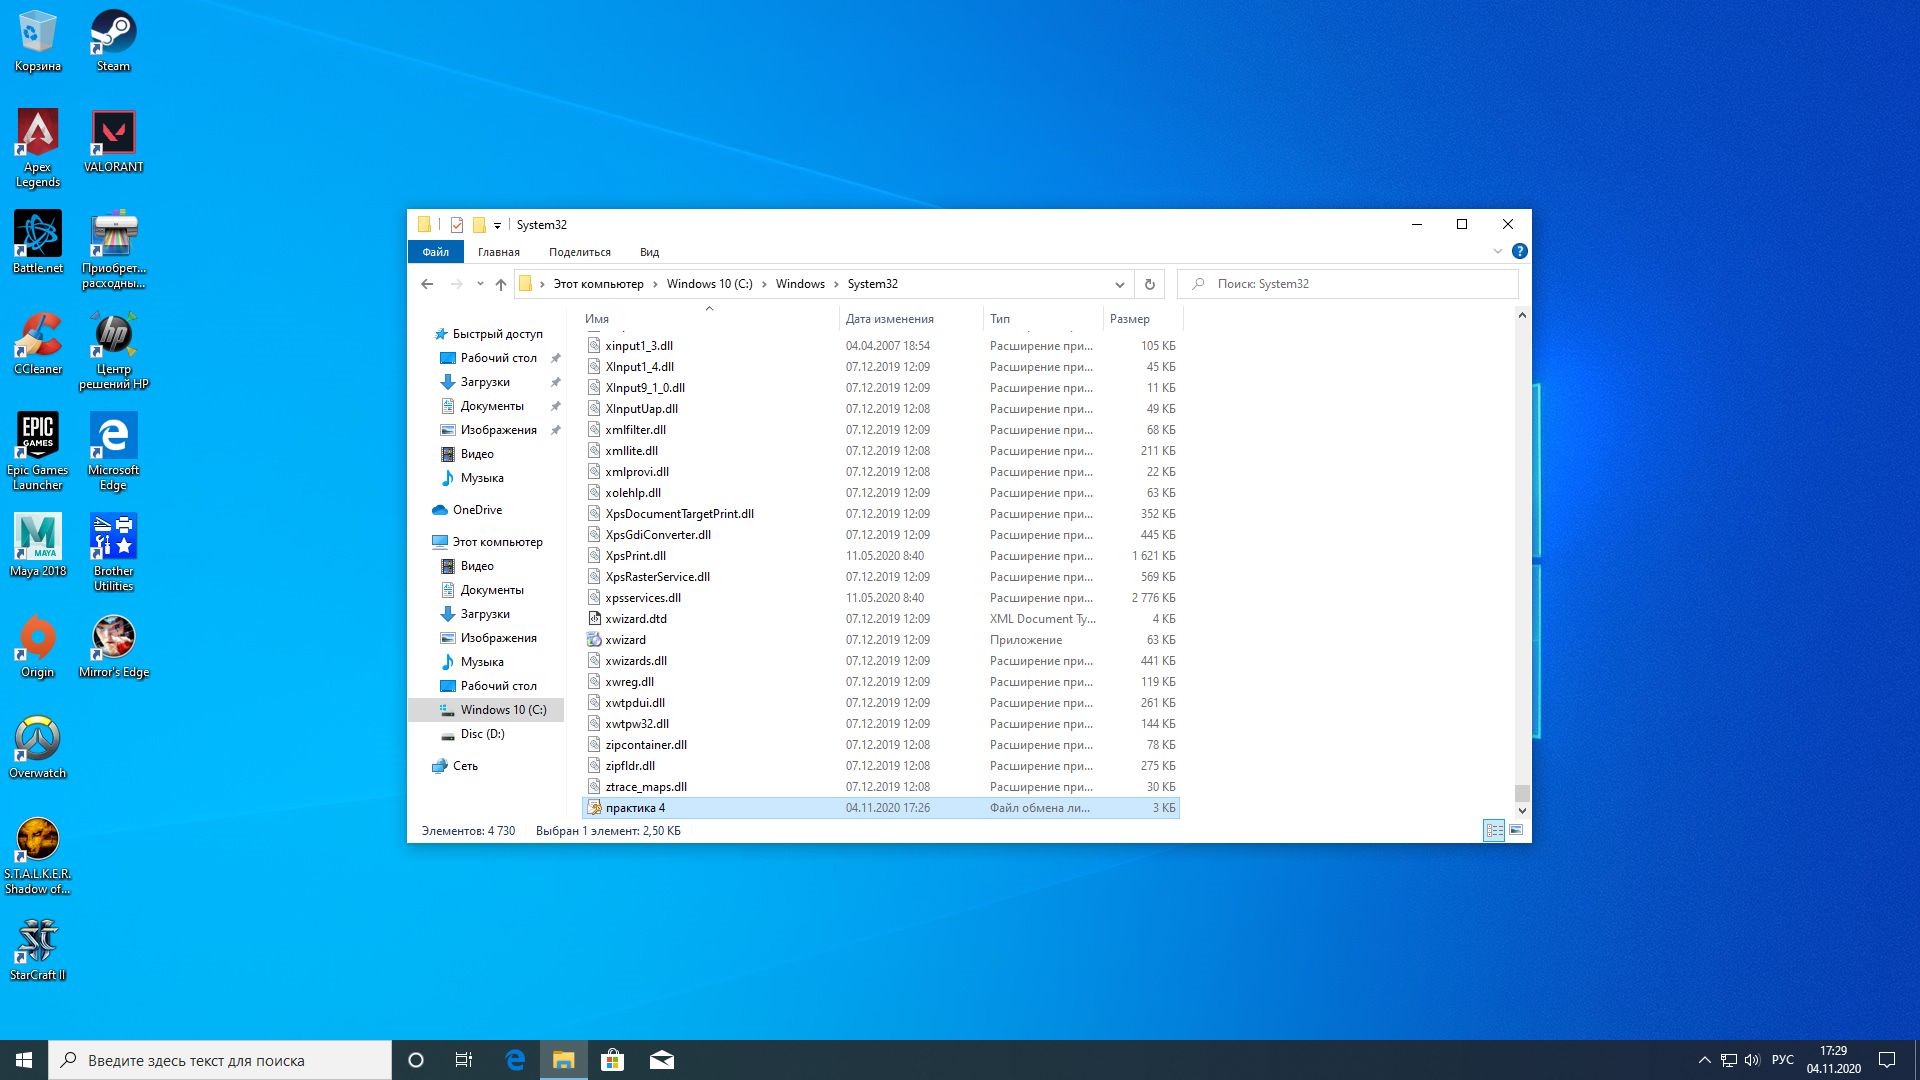 Корзина
Steam
Apex
Legends
VALORANT
Battle.net
Приобрет...
расходны...
CCleaner
Центр
решений HP
EPIC
GAMES
Epic Games
Launcher
Microsoft
Edge
MAYA
Maya 2018
Brother
Utilities
Origin
Mirror's Edge
Overwatch
S.T.A.L.K.E.R.
Shadow of...
StarCraft II
System32
Файл Главная Поделиться Вид
Этот компьютер Windows 10 (C:) Windows System32
Поиск: System32
Быстрый доступ
Рабочий стол
Загрузки
Документы
Изображения
Видео
Музыка
OneDrive
Этот компьютер
Видео
Документы
Загрузки
Изображения
Музыка
Рабочий стол
Windows 10 (C:)
Disc (D:)
Сеть
Имя Дата изменения Тип Размер
xinput1_3.dll 04.04.2007 18:54 Расширение при... 105 КБ
XInput1_4.dll 07.12.2019 12:09 Расширение при... 45 КБ
XInput9_1_0.dll 07.12.2019 12:09 Расширение при... 11 КБ
XInputUap.dll 07.12.2019 12:08 Расширение при... 49 КБ
xmlfilter.dll 07.12.2019 12:09 Расширение при... 68 КБ
xmllite.dll 07.12.2019 12:08 Расширение при... 211 КБ
xmlprovi.dll 07.12.2019 12:08 Расширение при... 22 КБ
xolehlp.dll 07.12.2019 12:09 Расширение при... 63 КБ
XpsDocumentTargetPrint.dll 07.12.2019 12:09 Расширение при... 352 КБ
XpsGdiConverter.dll 07.12.2019 12:09 Расширение при... 445 КБ
XpsPrint.dll 11.05.2020 8:40 Расширение при... 1 621 КБ
XpsRasterService.dll 07.12.2019 12:09 Расширение при... 569 КБ
xpsservices.dll 11.05.2020 8:40 Расширение при... 2 776 КБ
xwizard.dtd 07.12.2019 12:09 XML Document Ty... 4 КБ
xwizard 07.12.2019 12:09 Приложение 63 КБ
xwizards.dll 07.12.2019 12:09 Расширение при... 441 КБ
xwreg.dll 07.12.2019 12:09 Расширение при... 119 КБ
xwtpdui.dll 07.12.2019 12:09 Расширение при... 261 КБ
xwtpw32.dll 07.12.2019 12:09 Расширение при... 144 КБ
zipcontainer.dll 07.12.2019 12:08 Расширение при... 78 КБ
zipfldr.dll 07.12.2019 12:09 Расширение при... 275 КБ
ztrace_maps.dll 07.12.2019 12:08 Расширение при... 30 КБ
практика 4 04.11.2020 17:26 Файл обмена ли... 3 КБ
Элементов: 4 730 Выбран 1 элемент: 2,50 КБ
Введите здесь текст для поиска
РУС
17:29
04.11.2020